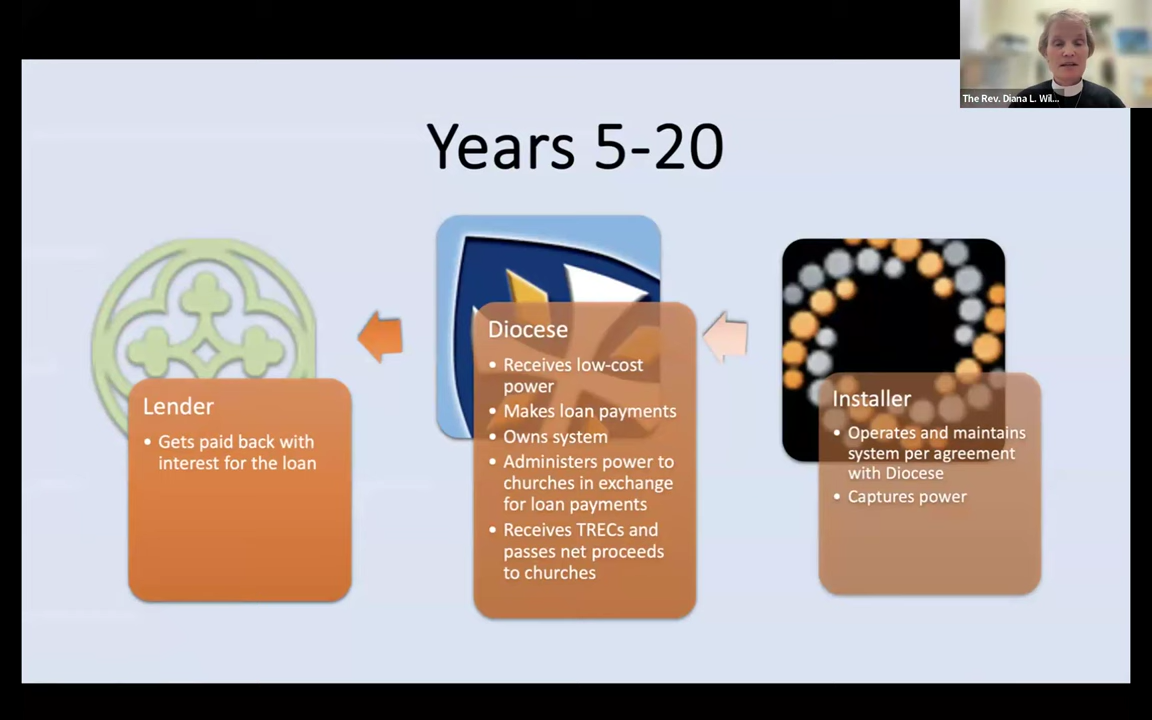 The Rev. Diana L. Wil...
Years 5-20
Lender
• Gets paid back with
interest for the loan
Diocese
• Receives low-cost
power
• Makes loan payments
• Owns system
• Administers power to
churches in exchange
for loan payments
• Receives TRECs and
passes net proceeds
to churches
Installer
• Operates and maintains
system per agreement
with Diocese
• Captures power